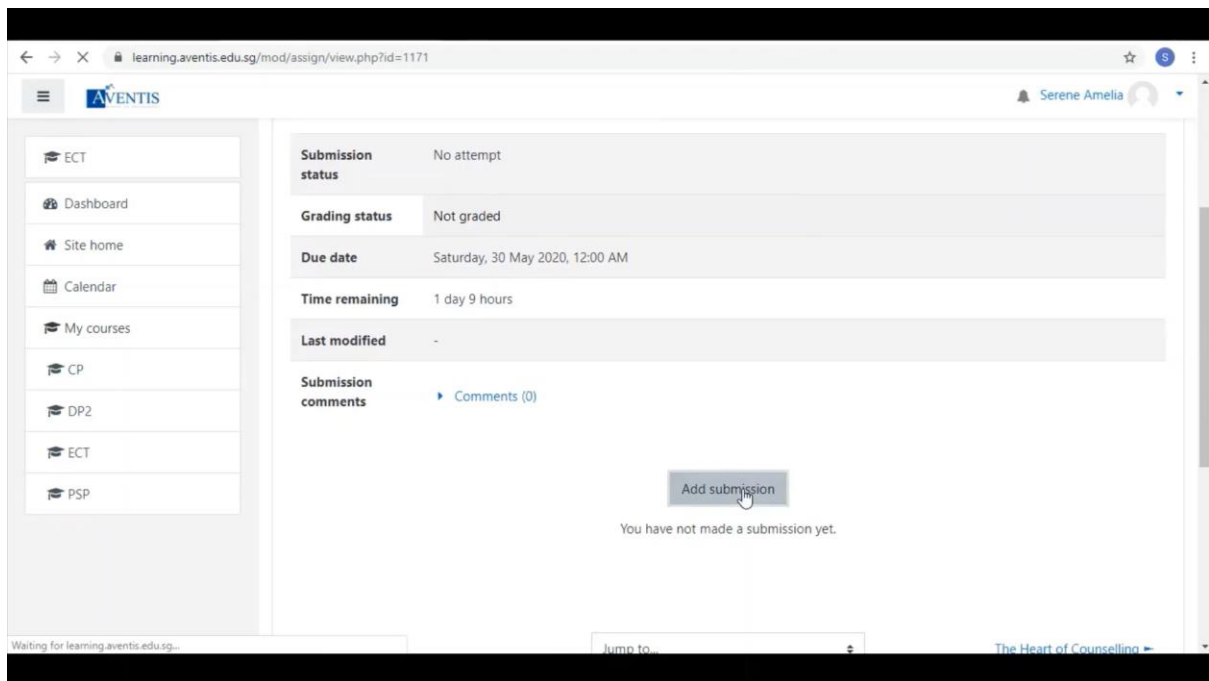 learning.aventis.edu.sg/mod/assign/view.php?id=1171
S
AVENTIS
Serene Amelia
ECT
Dashboard
Site home
Calendar
My courses
CP
DP2
ECT
PSP
Submission
status
No attempt
Grading status
Not graded
Due date
Saturday, 30 May 2020, 12:00 AM
Time remaining
1 day 9 hours
Last modified
-
Submission
comments
Comments (0)
Add submission
You have not made a submission yet.
Waiting for learning.aventis.edu.sg...
Jump to...
The Heart of Counselling